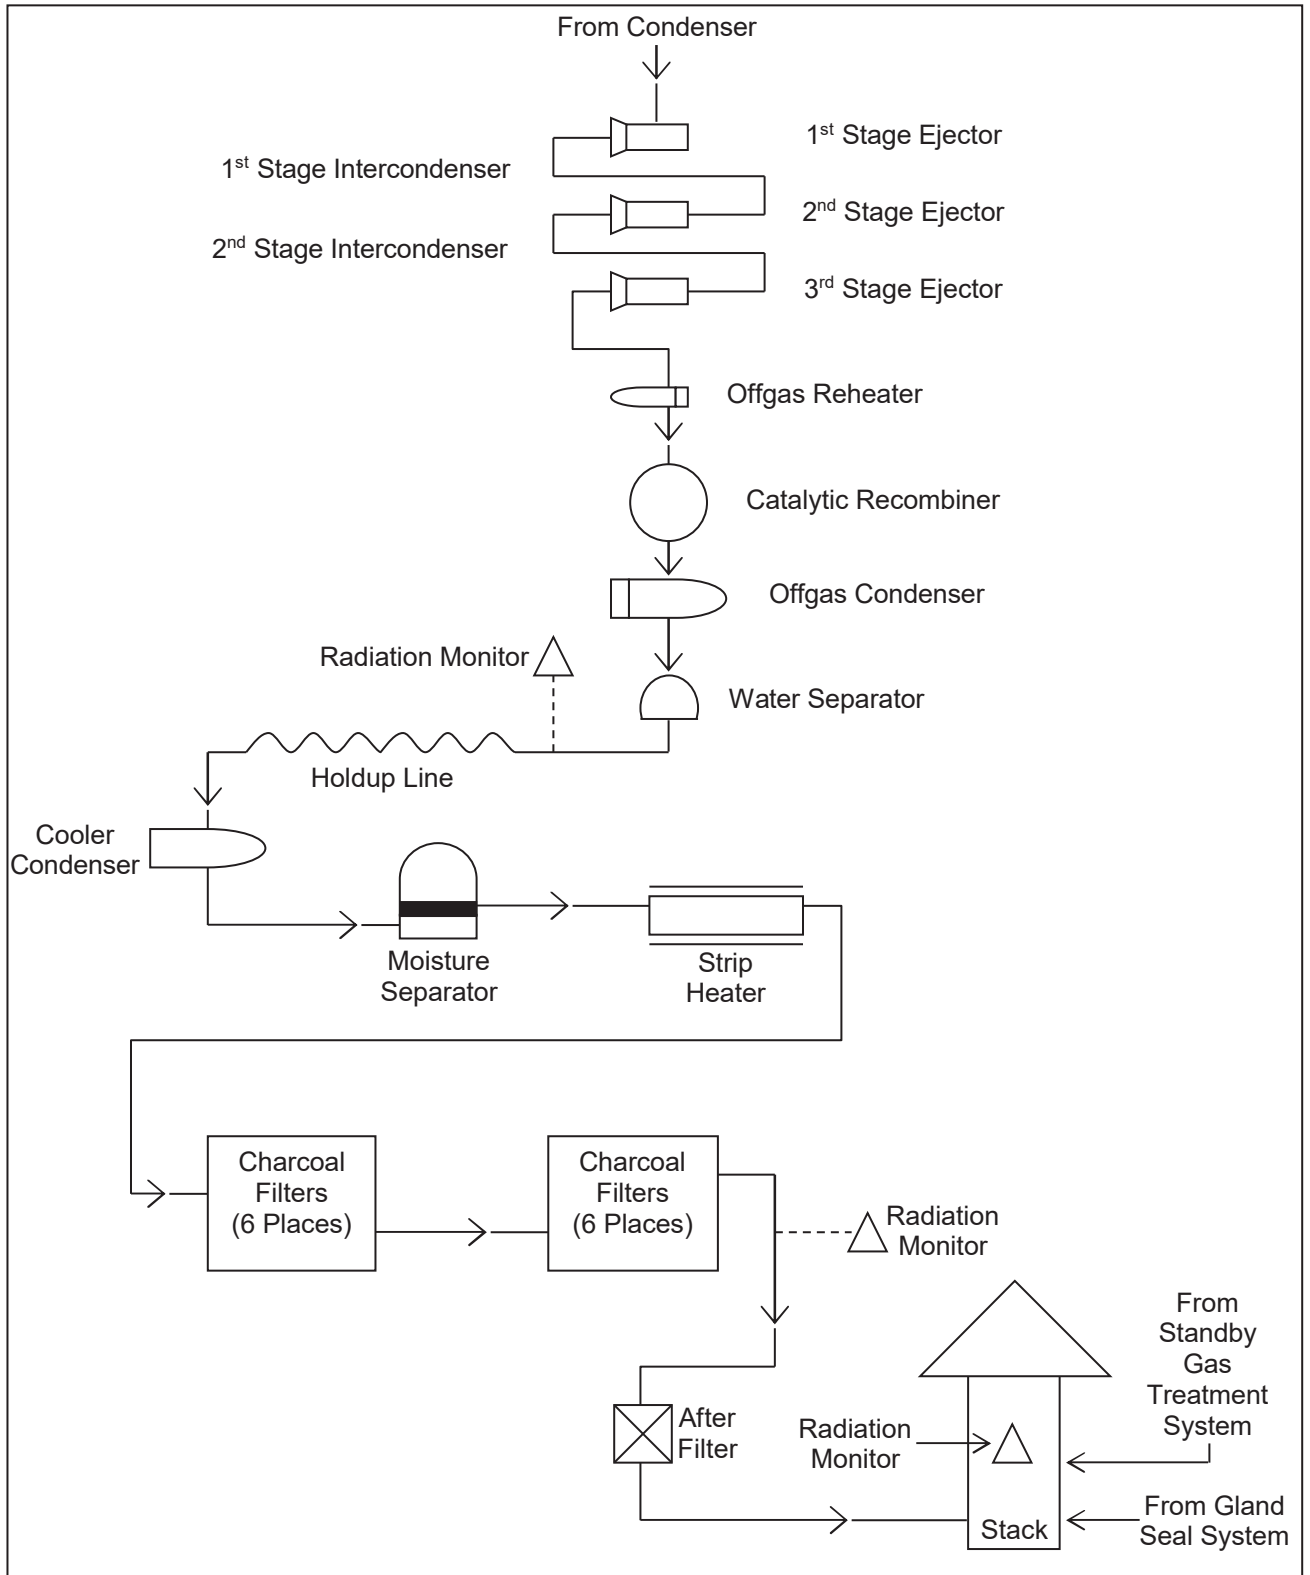 From Condenser
1st Stage Ejector
1st Stage Intercondenser
2nd Stage Ejector
2nd Stage Intercondenser
3rd Stage Ejector
Offgas Reheater
Catalytic Recombiner
Offgas Condenser
Radiation Monitor
Water Separator
Holdup Line
Cooler
Condenser
Moisture
Separator
Strip
Heater
Charcoal
Filters
(6 Places)
Charcoal
Filters
(6 Places)
Radiation
Monitor
From
Standby
Gas
Treatment
System
After
Filter
Radiation
Monitor
From Gland
Seal System
Stack